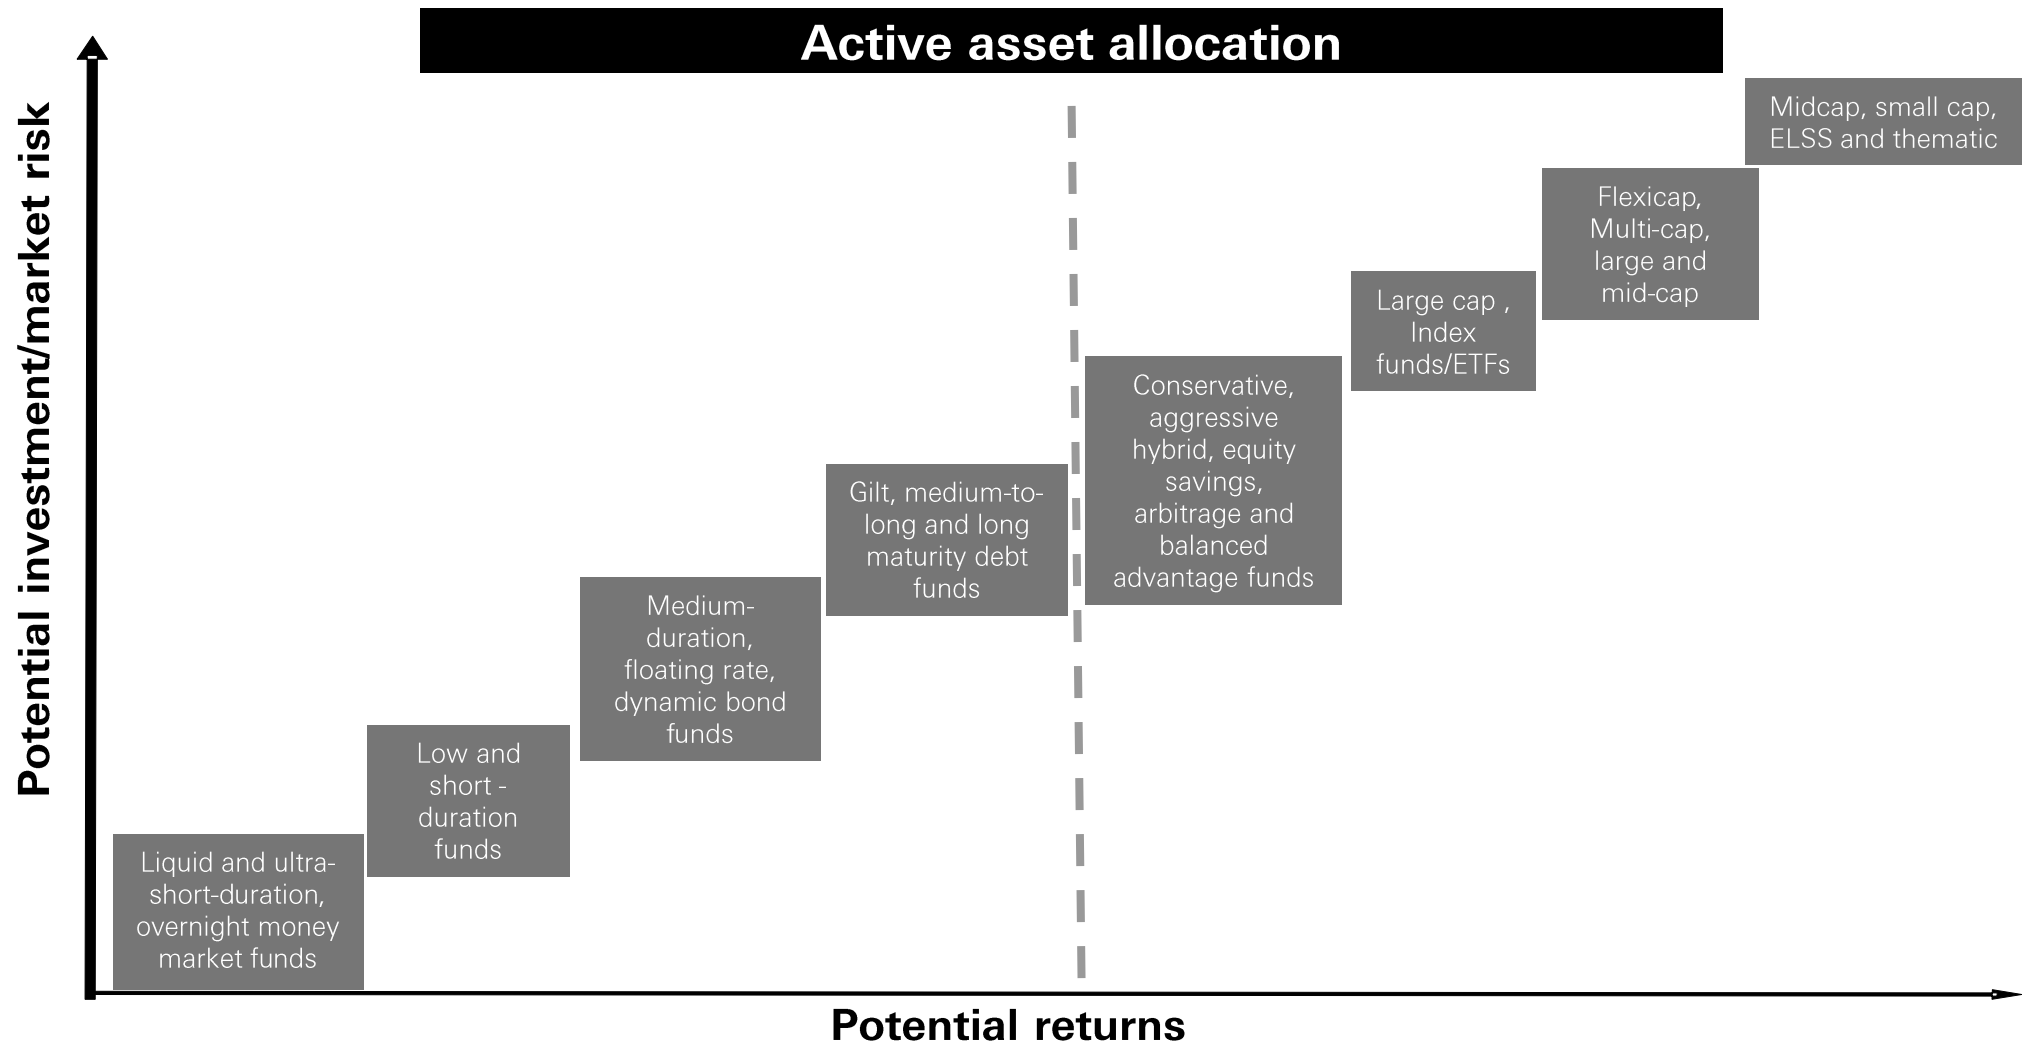 Active asset allocation
Potential investment/market risk
Midcap, small cap,
ELSS and thematic
Flexicap,
Multi-cap,
large and
mid-cap
Large cap ,
Index
funds/ETFs
Conservative,
aggressive
hybrid, equity
savings,
arbitrage and
balanced
advantage funds
Gilt, medium-to-
long and long
maturity debt
funds
Medium-
duration,
floating rate,
dynamic bond
funds
Low and
short -
duration
funds
Liquid and ultra-
short-duration,
overnight money
market funds
Potential returns